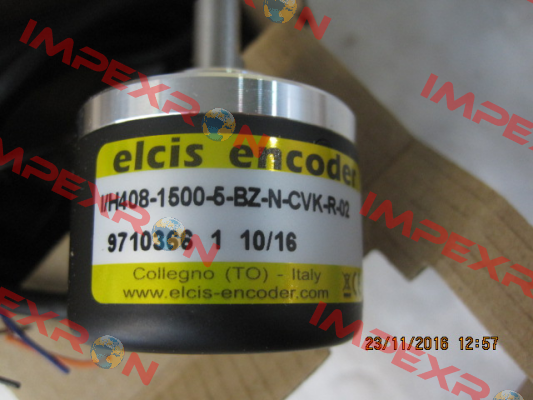 IMPEXRON
IMPEXRON
elcis encoder
I/H408-1500-5-BZ-N-CVK-R-02
9710366 1 10/16
Collegno (TO) - Italy
www.elcis-encoder.com
CE
23/11/2016 12:57
IMPEXRON
IMPEXRON